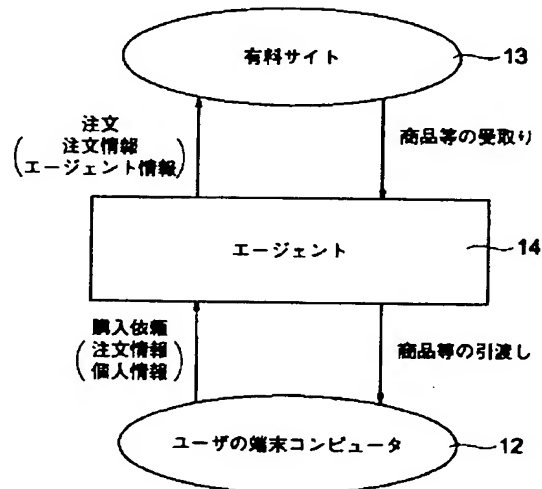 有料サイト
13
注文
注文情報
エージェント情報
商品等の受取り
エージェント
14
購入依頼
注文情報
個人情報
商品等の引渡し
ユーザの端末コンピュータ
12